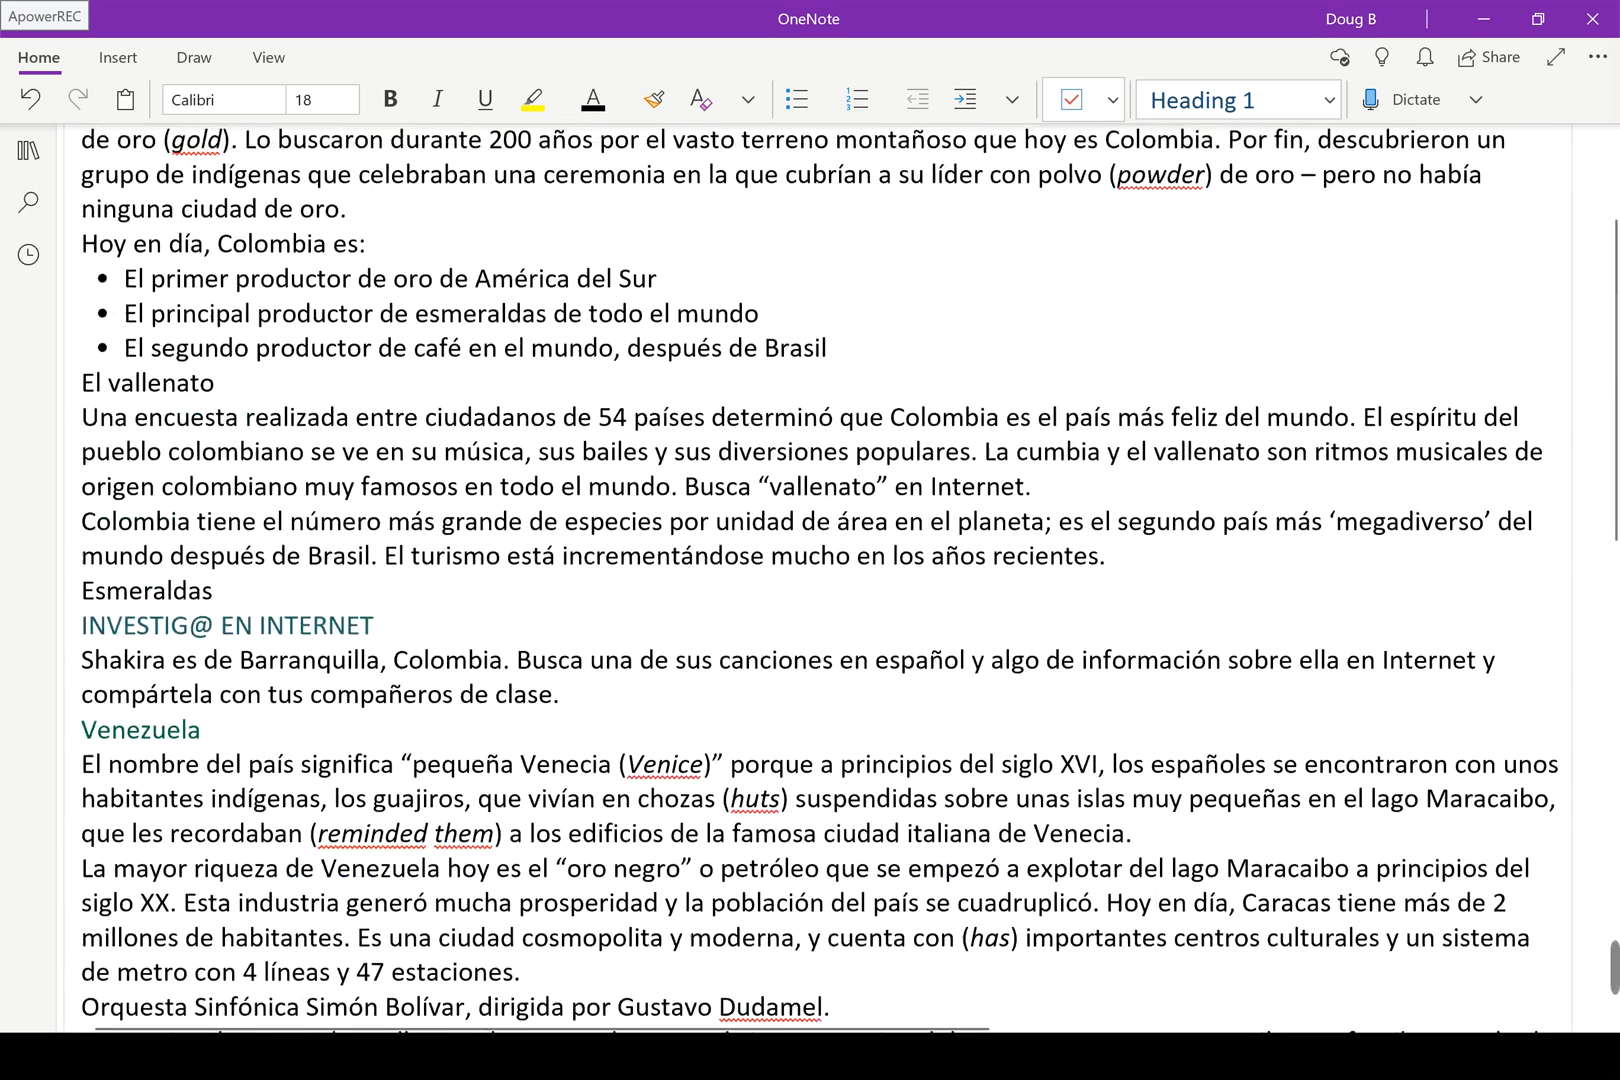 ApowerREC
OneNote
Doug B
Home Insert Draw View
Share
Calibri 18 B I U A A Heading 1 Dictate
de oro (gold). Lo buscaron durante 200 años por el vasto terreno montañoso que hoy es Colombia. Por fin, descubrieron un
grupo de indígenas que celebraban una ceremonia en la que cubrían a su líder con polvo (powder) de oro – pero no había
ninguna ciudad de oro.
Hoy en día, Colombia es:
• El primer productor de oro de América del Sur
• El principal productor de esmeraldas de todo el mundo
• El segundo productor de café en el mundo, después de Brasil
El vallenato
Una encuesta realizada entre ciudadanos de 54 países determinó que Colombia es el país más feliz del mundo. El espíritu del
pueblo colombiano se ve en su música, sus bailes y sus diversiones populares. La cumbia y el vallenato son ritmos musicales de
origen colombiano muy famosos en todo el mundo. Busca “vallenato” en Internet.
Colombia tiene el número más grande de especies por unidad de área en el planeta; es el segundo país más ‘megadiverso’ del
mundo después de Brasil. El turismo está incrementándose mucho en los años recientes.
Esmeraldas
INVESTIG@ EN INTERNET
Shakira es de Barranquilla, Colombia. Busca una de sus canciones en español y algo de información sobre ella en Internet y
compártela con tus compañeros de clase.
Venezuela
El nombre del país significa “pequeña Venecia (Venice)” porque a principios del siglo XVI, los españoles se encontraron con unos
habitantes indígenas, los guajiros, que vivían en chozas (huts) suspendidas sobre unas islas muy pequeñas en el lago Maracaibo,
que les recordaban (reminded them) a los edificios de la famosa ciudad italiana de Venecia.
La mayor riqueza de Venezuela hoy es el “oro negro” o petróleo que se empezó a explotar del lago Maracaibo a principios del
siglo XX. Esta industria generó mucha prosperidad y la población del país se cuadruplicó. Hoy en día, Caracas tiene más de 2
millones de habitantes. Es una ciudad cosmopolita y moderna, y cuenta con (has) importantes centros culturales y un sistema
de metro con 4 líneas y 47 estaciones.
Orquesta Sinfónica Simón Bolívar, dirigida por Gustavo Dudamel.